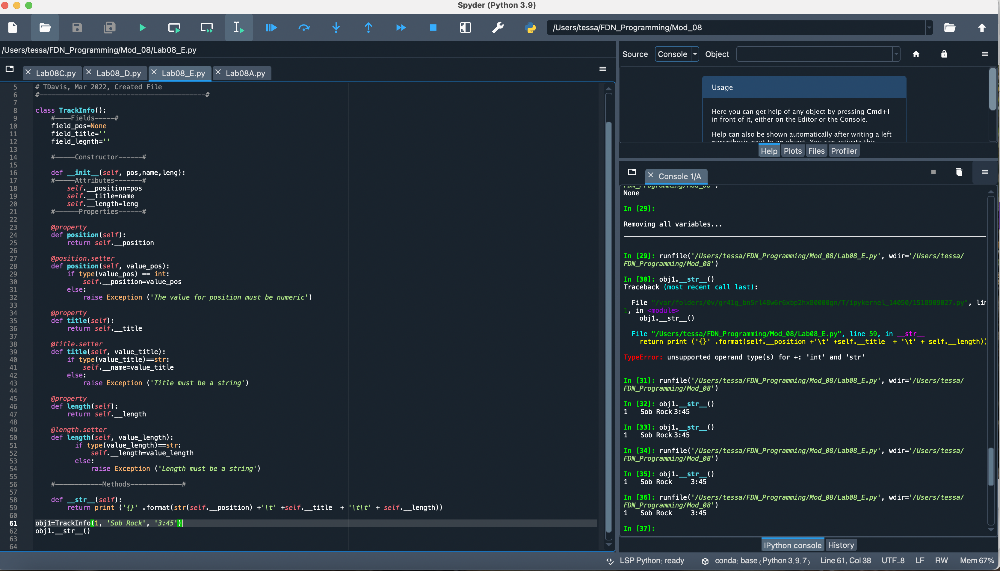 Spyder (Python 3.9)
/Users/tessa/FDN_Programming/Mod_08
/Users/tessa/FDN_Programming/Mod_08/Lab08_E.py
Lab08C.py
Lab08_D.py
Lab08_E.py
Lab08A.py
5 # TDavis, Mar 2022, Created File
6 #------------------------------------------#
7
8 class TrackInfo():
9     #----Fields-----#
10     field_pos=None
11     field_title=''
12     field_legnth=''
13
14     #-----Constructor------#
15
16     def __init__(self, pos,name,leng):
17     #-----Attributes-------#
18         self.__position=pos
19         self.__title=name
20         self.__length=leng
21     #------Properties------#
22
23     @property
24     def position(self):
25         return self.__position
26
27     @position.setter
28     def position(self, value_pos):
29         if type(value_pos) == int:
30             self.__position=value_pos
31         else:
32             raise Exception ('The value for position must be numeric')
33
34     @property
35     def title(self):
36         return self.__title
37
38     @title.setter
39     def title(self, value_title):
40         if type(value_title)==str:
41             self.__name=value_title
42         else:
43             raise Exception ('Title must be a string')
44
45     @property
46     def length(self):
47         return self.__length
48
49     @length.setter
50     def length(self, value_length):
51           if type(value_length)==str:
52               self.__length=value_length
53           else:
54               raise Exception ('Length must be a string')
55
56     #------------Methods-------------#
57
58     def __str__(self):
59         return print ('{}' .format(str(self.__position) +'\t' +self.__title  + '\t\t' + self.__length))
60
61 obj1=TrackInfo(1, 'Sob Rock', '3:45')
62 obj1.__str__()
63
64
Source Console Object
Usage
Here you can get help of any object by pressing Cmd+I
in front of it, either on the Editor or the Console.
Help can also be shown automatically after writing a left
parenthesis next to an object. You can activate this
Help Plots Files Profiler
Console 1/A
FDN_Programming/Mod_08')
None
In [29]:
Removing all variables...
In [29]: runfile('/Users/tessa/FDN_Programming/Mod_08/Lab08_E.py', wdir='/Users/tessa/
FDN_Programming/Mod_08')
In [30]: obj1.__str__()
Traceback (most recent call last):
File "/var/folders/0v/gr41g_bn5rl48w6r6xbp2hx80000gn/T/ipykernel_14050/1518909027.py", lin
1, in <module>
obj1.__str__()
File "/Users/tessa/FDN_Programming/Mod_08/Lab08_E.py", line 59, in __str__
return print ('{}' .format(self.__position +'\t' +self.__title  + '\t' + self.__length))
TypeError: unsupported operand type(s) for +: 'int' and 'str'
In [31]: runfile('/Users/tessa/FDN_Programming/Mod_08/Lab08_E.py', wdir='/Users/tessa/
FDN_Programming/Mod_08')
In [32]: obj1.__str__()
1 Sob Rock 3:45
In [33]: obj1.__str__()
1 Sob Rock 3:45
In [34]: runfile('/Users/tessa/FDN_Programming/Mod_08/Lab08_E.py', wdir='/Users/tessa/
FDN_Programming/Mod_08')
In [35]: obj1.__str__()
1 Sob Rock 3:45
In [36]: runfile('/Users/tessa/FDN_Programming/Mod_08/Lab08_E.py', wdir='/Users/tessa/
FDN_Programming/Mod_08')
1 Sob Rock 3:45
In [37]:
IPython console History
LSP Python: ready conda: base (Python 3.9.7) Line 61, Col 38 UTF-8 LF RW Mem 67%